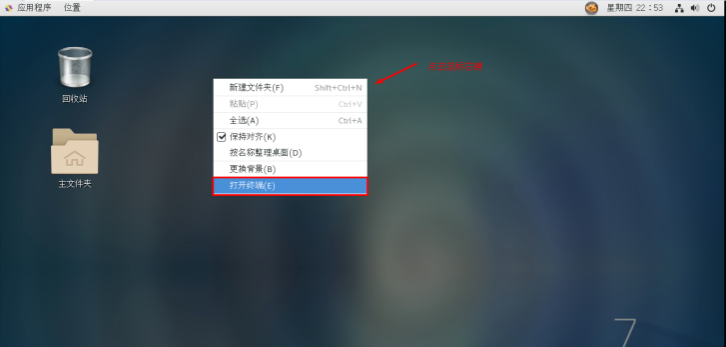 应用程序 位置 星期四 22:53
回收站
主文件夹
新建文件夹(F) Shift+Ctrl+N
粘贴(P) Ctrl+V
全选(A) Ctrl+A
保持对齐(K)
按名称整理桌面(D)
更换背景(B)
打开终端(E)
7